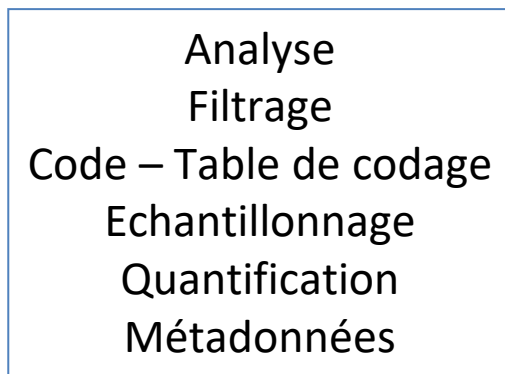 Analyse
Filtrage
Code – Table de codage
Echantillonnage
Quantification
Métadonnées